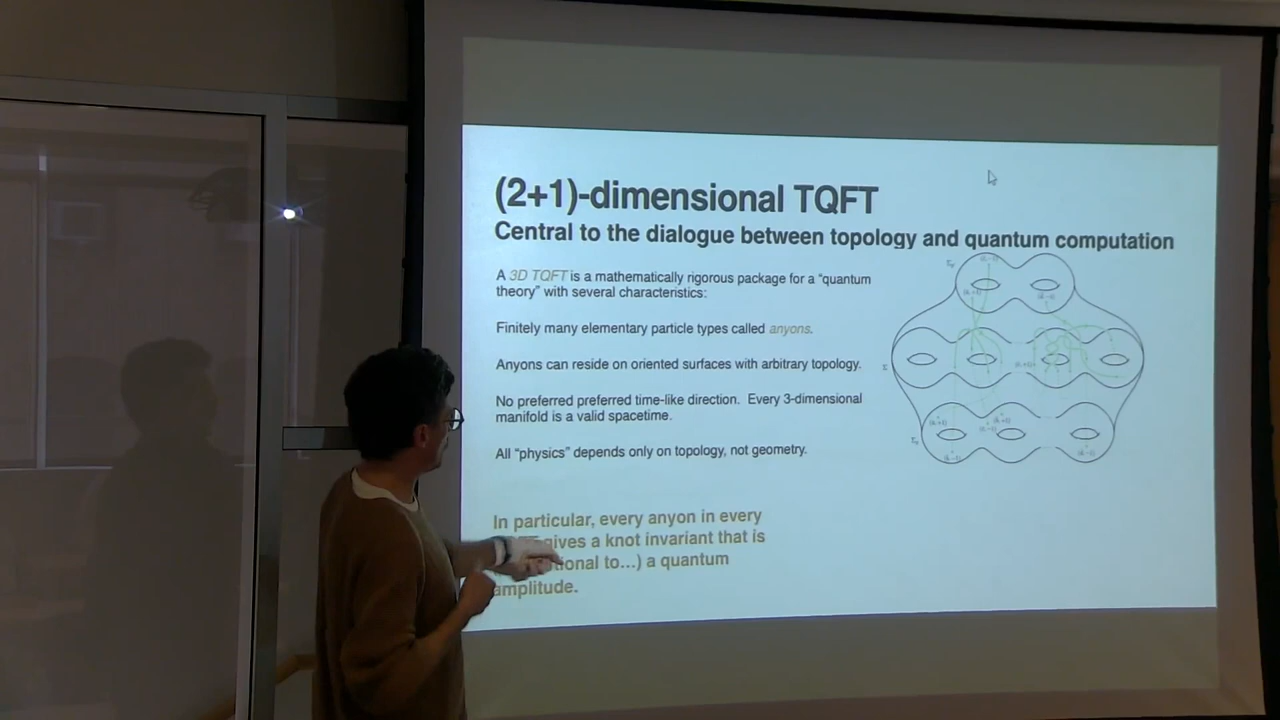 (2+1)-dimensional TQFT
Central to the dialogue between topology and quantum computation
A 3D TQFT is a mathematically rigorous package for a “quantum
theory” with several characteristics:
Finitely many elementary particle types called anyons.
Anyons can reside on oriented surfaces with arbitrary topology.
No preferred preferred time-like direction. Every 3-dimensional
manifold is a valid spacetime.
All “physics” depends only on topology, not geometry.
In particular, every anyon in every
gives a knot invariant that is
to...) a quantum
amplitude.